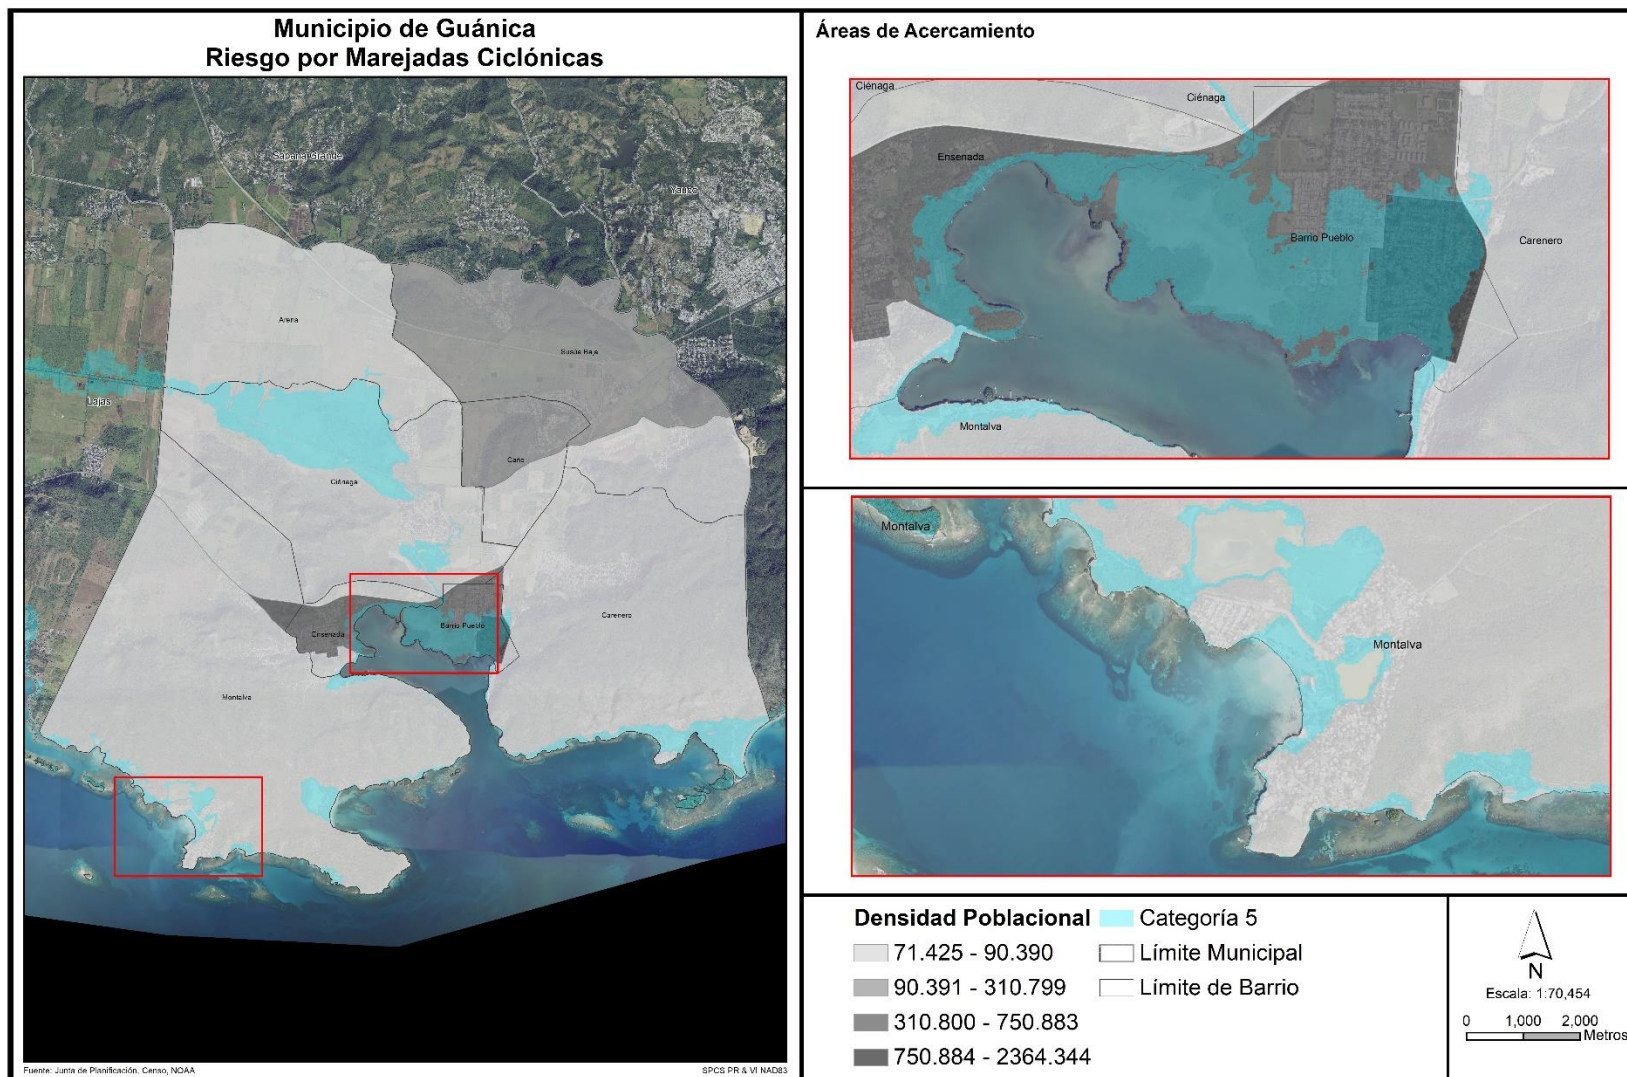 Municipio de Guánica
Riesgo por Marejadas Ciclónicas
Sabana Grande
Yauco
Arena
Susúa Baja
Lajas
Caño
Ciénaga
Carenero
Barrio Pueblo
Ensenada
Montalva
Fuente: Junta de Planificación, Censo, NOAA
SPCS PR & VI NAD83
Áreas de Acercamiento
Ciénaga
Ciénaga
Ensenada
Barrio Pueblo
Carenero
Montalva
Montalva
Montalva
Densidad Poblacional
71.425 - 90.390
90.391 - 310.799
310.800 - 750.883
750.884 - 2364.344
Categoría 5
Límite Municipal
Límite de Barrio
N
Escala: 1:70,454
0 1,000 2,000
Metros